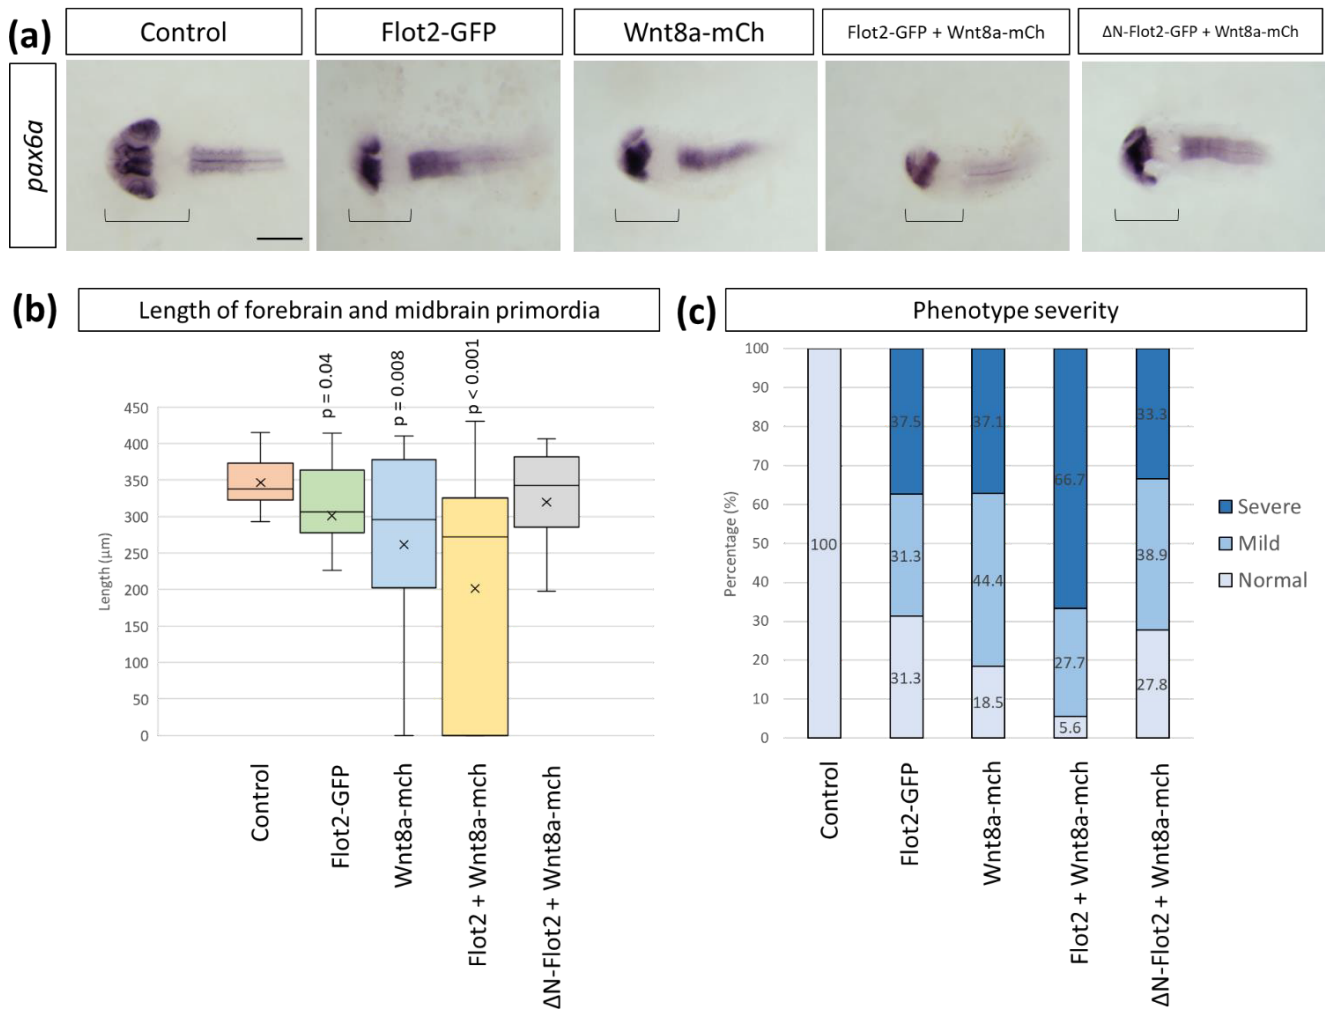 (a)
Control
Flot2-GFP
Wnt8a-mCh
Flot2-GFP + Wnt8a-mCh
ΔN-Flot2-GFP + Wnt8a-mCh
pax6a
(b)
Length of forebrain and midbrain primordia
p = 0.04
p = 0.008
p < 0.001
Length (μm)
450
400
350
300
250
200
150
100
50
0
Control
Flot2-GFP
Wnt8a-mch
Flot2 + Wnt8a-mch
ΔN-Flot2 + Wnt8a-mch
(c)
Phenotype severity
Percentage (%)
100
90
80
70
60
50
40
30
20
10
0
100
37.5
31.3
31.3
37.1
44.4
18.5
66.7
27.7
5.6
33.3
38.9
27.8
Severe
Mild
Normal
Control
Flot2-GFP
Wnt8a-mch
Flot2 + Wnt8a-mch
ΔN-Flot2 + Wnt8a-mch